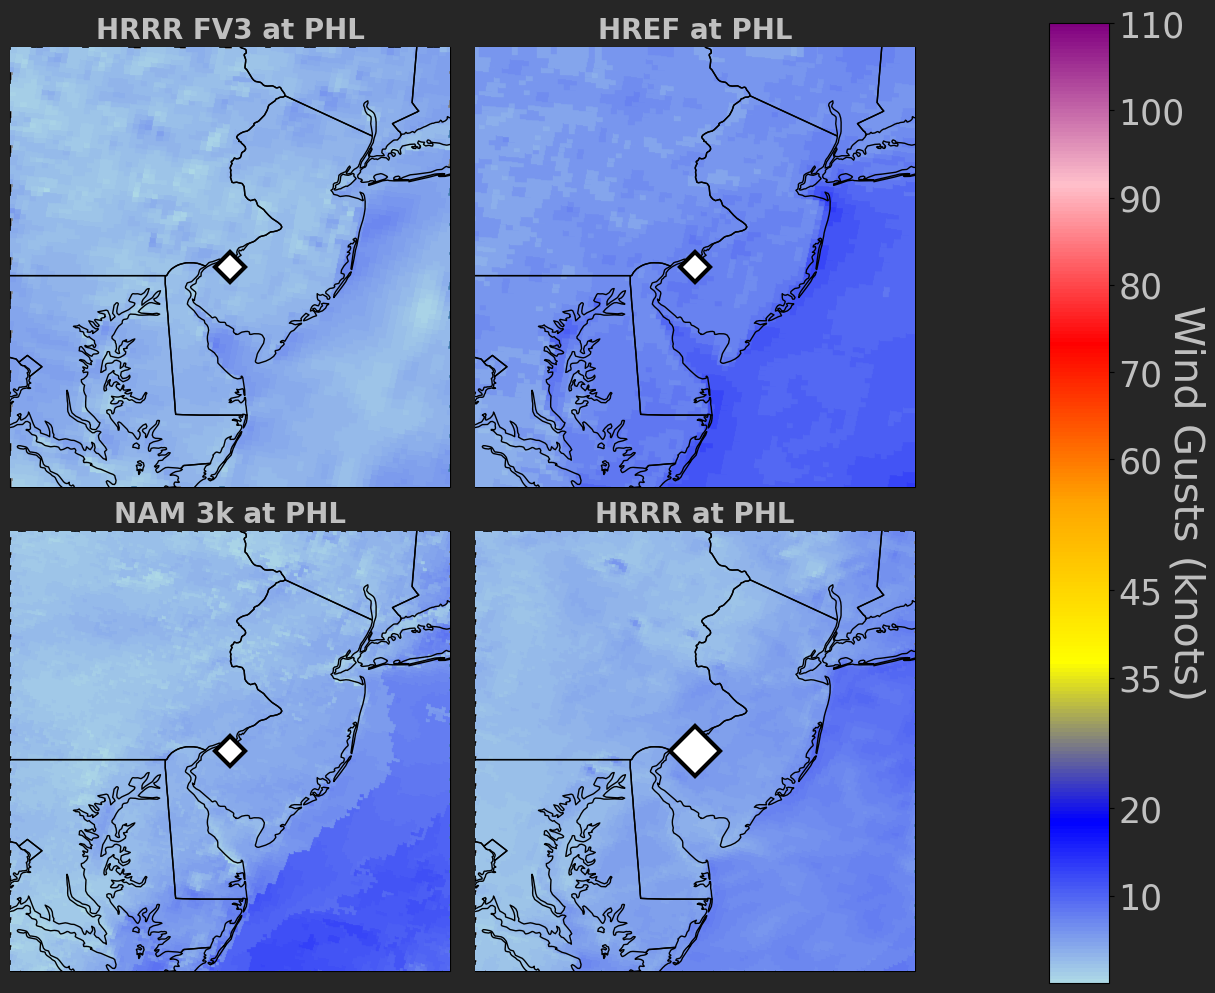 HRRR FV3 at PHL
HREF at PHL
NAM 3k at PHL
HRRR at PHL
110
100
90
80
70
60
45
35
20
10
Wind Gusts (knots)